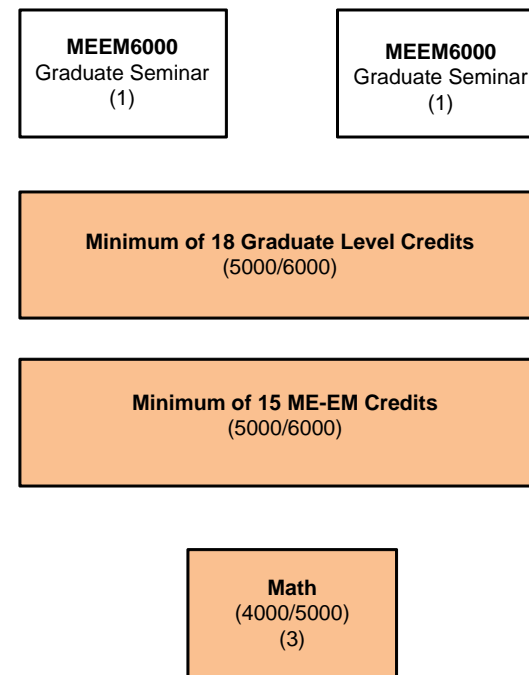 MEEM6000
Graduate Seminar
(1)
MEEM6000
Graduate Seminar
(1)
Minimum of 18 Graduate Level Credits
(5000/6000)
Minimum of 15 ME-EM Credits
(5000/6000)
Math
(4000/5000)
(3)